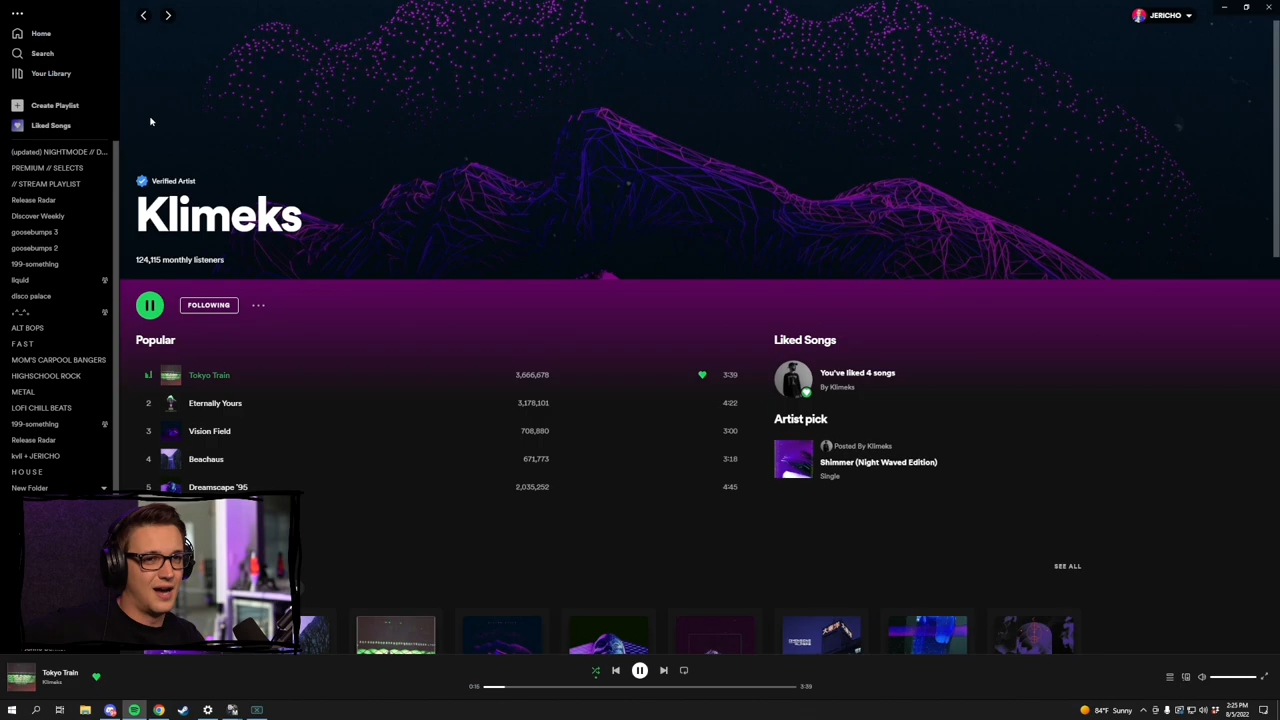 JERICHO
Home
Search
Your Library
Create Playlist
Liked Songs
(updated) NIGHTMODE // D...
PREMIUM // SELECTS
// STREAM PLAYLIST
Release Radar
Discover Weekly
goosebumps 3
goosebumps 2
199-something
liquid
disco palace
ALT BOPS
F A S T
MOM'S CARPOOL BANGERS
HIGHSCHOOL ROCK
METAL
LOFI CHILL BEATS
199-something
Release Radar
kvll + JERICHO
H O U S E
New Folder
Verified Artist
Klimeks
124,115 monthly listeners
FOLLOWING
Popular
Tokyo Train 3,666,678 3:39
2 Eternally Yours 3,178,101 4:22
3 Vision Field 708,880 3:00
4 Beachaus 671,773 3:18
5 Dreamscape '95 2,035,252 4:45
Liked Songs
You've liked 4 songs
By Klimeks
Artist pick
Posted By Klimeks
Shimmer (Night Waved Edition)
Single
SEE ALL
Tokyo Train
Klimeks
0:15
3:39
84°F Sunny
2:25 PM
8/3/2022